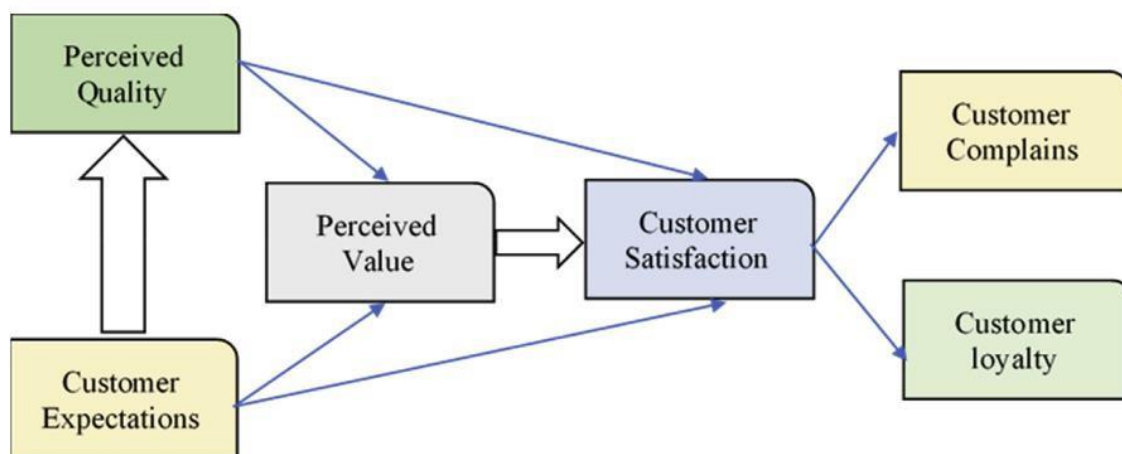 Perceived
Quality
Customer
Complains
Perceived
Value
Customer
Satisfaction
Customer
loyalty
Customer
Expectations